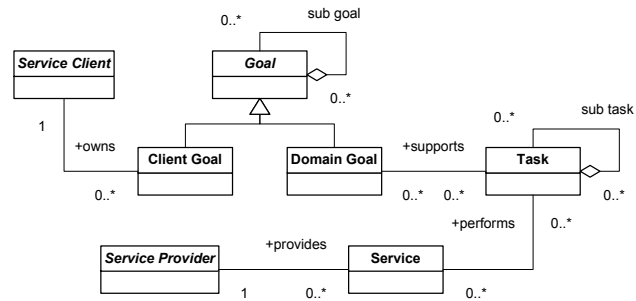 sub goal
0..*
Service Client
Goal
0..*
sub task
1
0..*
+owns
Client Goal
Domain Goal
+supports
Task
0..*
0..*
0..*
0..*
+performs
0..*
+provides
Service Provider
Service
1
0..*
0..*